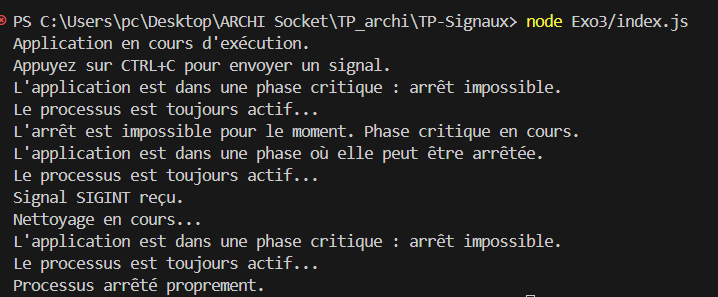 PS C:\Users\pc\Desktop\ARCHI Socket\TP_archi\TP-Signaux> node Exo3/index.js
Application en cours d'exécution.
Appuyez sur CTRL+C pour envoyer un signal.
L'application est dans une phase critique : arrêt impossible.
Le processus est toujours actif...
L'arrêt est impossible pour le moment. Phase critique en cours.
L'application est dans une phase où elle peut être arrêtée.
Le processus est toujours actif...
Signal SIGINT reçu.
Nettoyage en cours...
L'application est dans une phase critique : arrêt impossible.
Le processus est toujours actif...
Processus arrêté proprement.